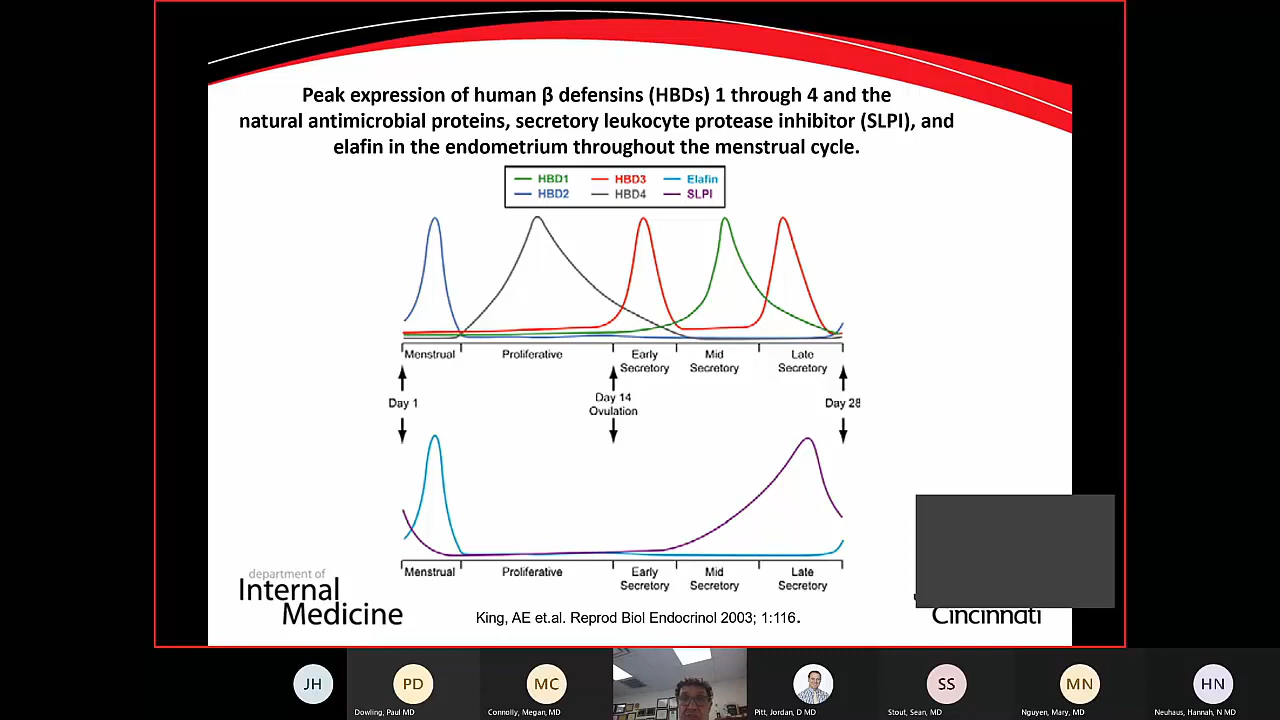 Peak expression of human β defensins (HBDs) 1 through 4 and the
natural antimicrobial proteins, secretory leukocyte protease inhibitor (SLPI), and
elafin in the endometrium throughout the menstrual cycle.
HBD1 HBD3 Elafin
HBD2 HBD4 SLPI
Menstrual Proliferative Early Secretory Mid Secretory Late Secretory
Day 1 Day 14 Ovulation Day 28
Menstrual Proliferative Early Secretory Mid Secretory Late Secretory
department of
Internal
Medicine
King, AE et.al. Reprod Biol Endocrinol 2003; 1:116.
Cincinnati
JH PD MC SS MN HN
Dowling, Paul MD
Connolly, Megan, MD
Pitt, Jordan, D MD
Stout, Sean, MD
Nguyen, Mary, MD
Neuhaus, Hannah, N MD